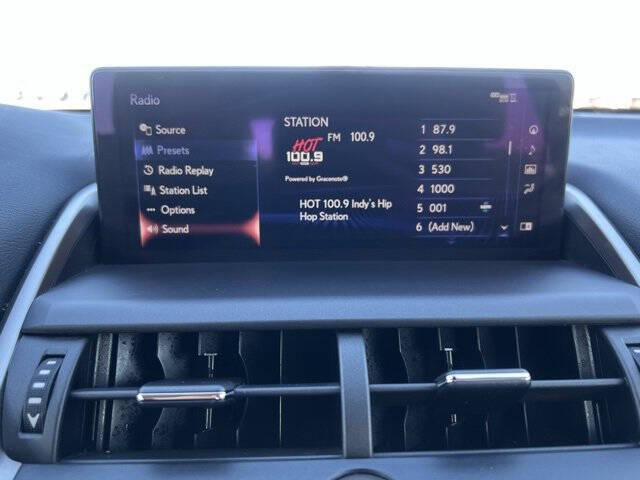 Radio
Source
Presets
Radio Replay
Station List
Options
Sound
STATION
HOT
100.9
FM 100.9
Powered by Gracenote®
HOT 100.9 Indy's Hip
Hop Station
1 87.9
2 98.1
3 530
4 1000
5 001
6 (Add New)